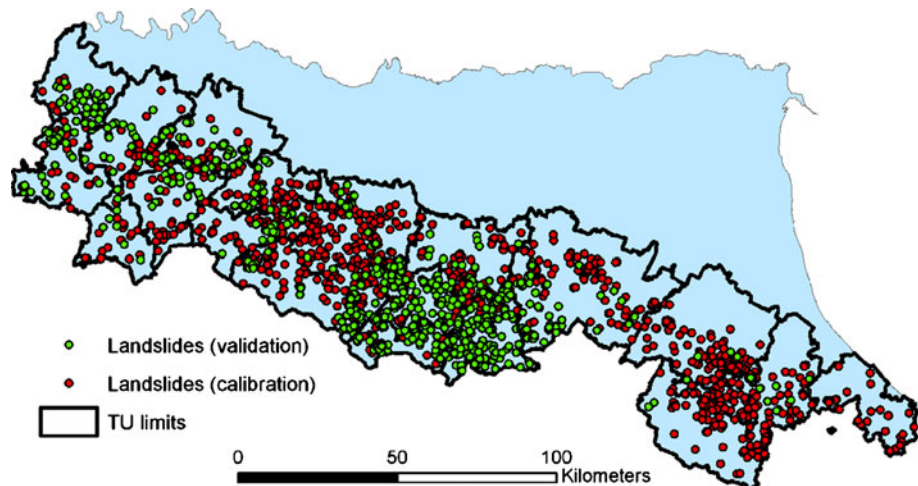 Landslides (validation)
Landslides (calibration)
TU limits
0 50 100
Kilometers